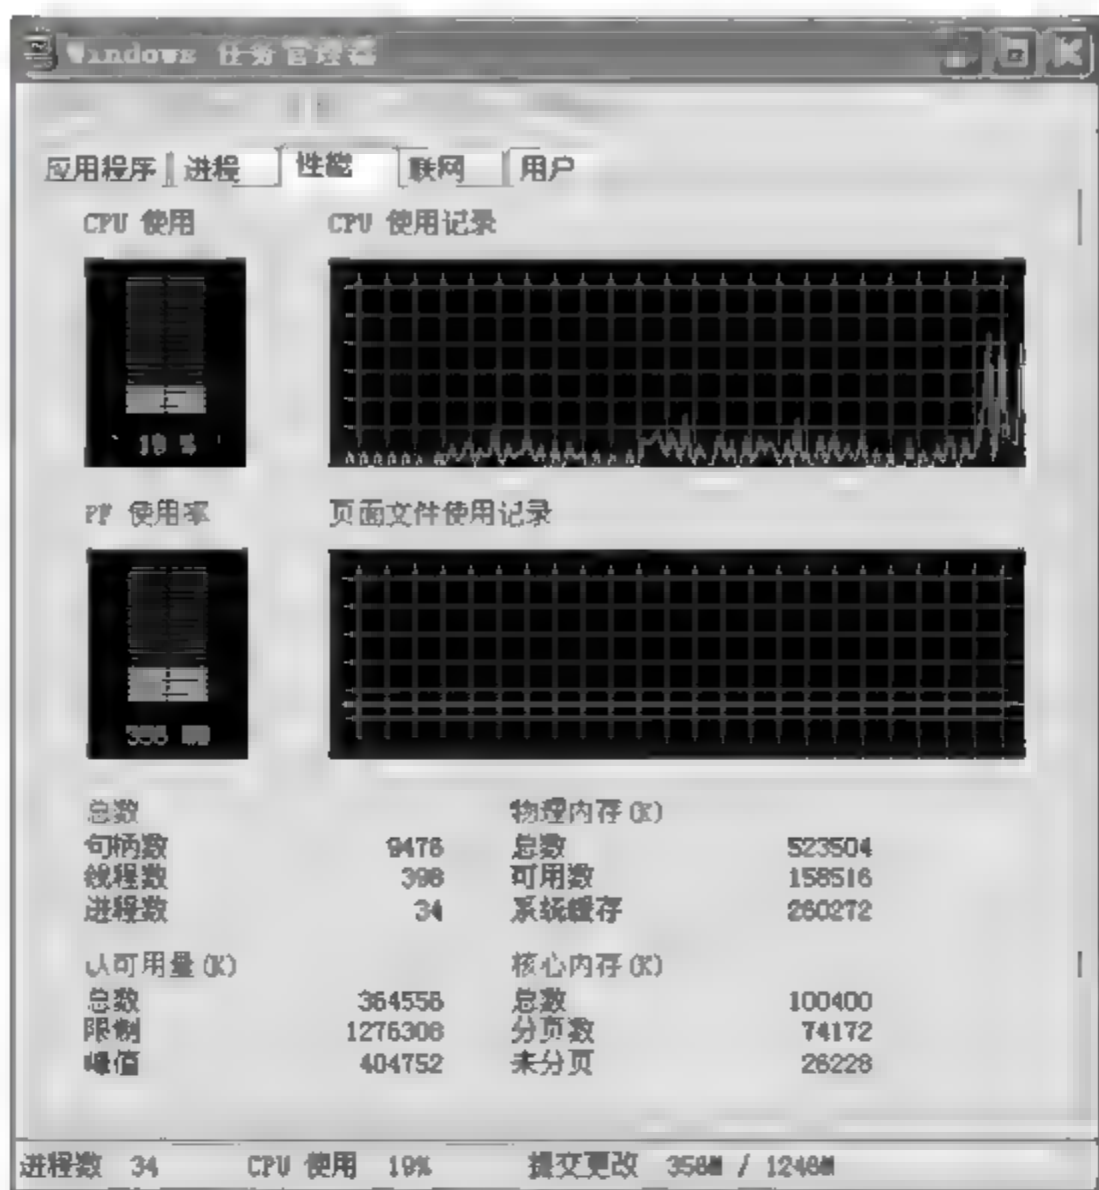 Windows 任务管理器
应用程序 进程 性能 联网 用户
CPU 使用 CPU 使用记录
19 %
PF 使用率 页面文件使用记录
总数 物理内存(K)
句柄数 9476 总数 523504
线程数 398 可用数 158516
进程数 34 系统缓存 260272
认可用量(K) 核心内存(K)
总数 总数 100400
限制 1276308 分页数 74172
峰值 404752 未分页 26228
进程数 34 CPU 使用 19% 提交更改